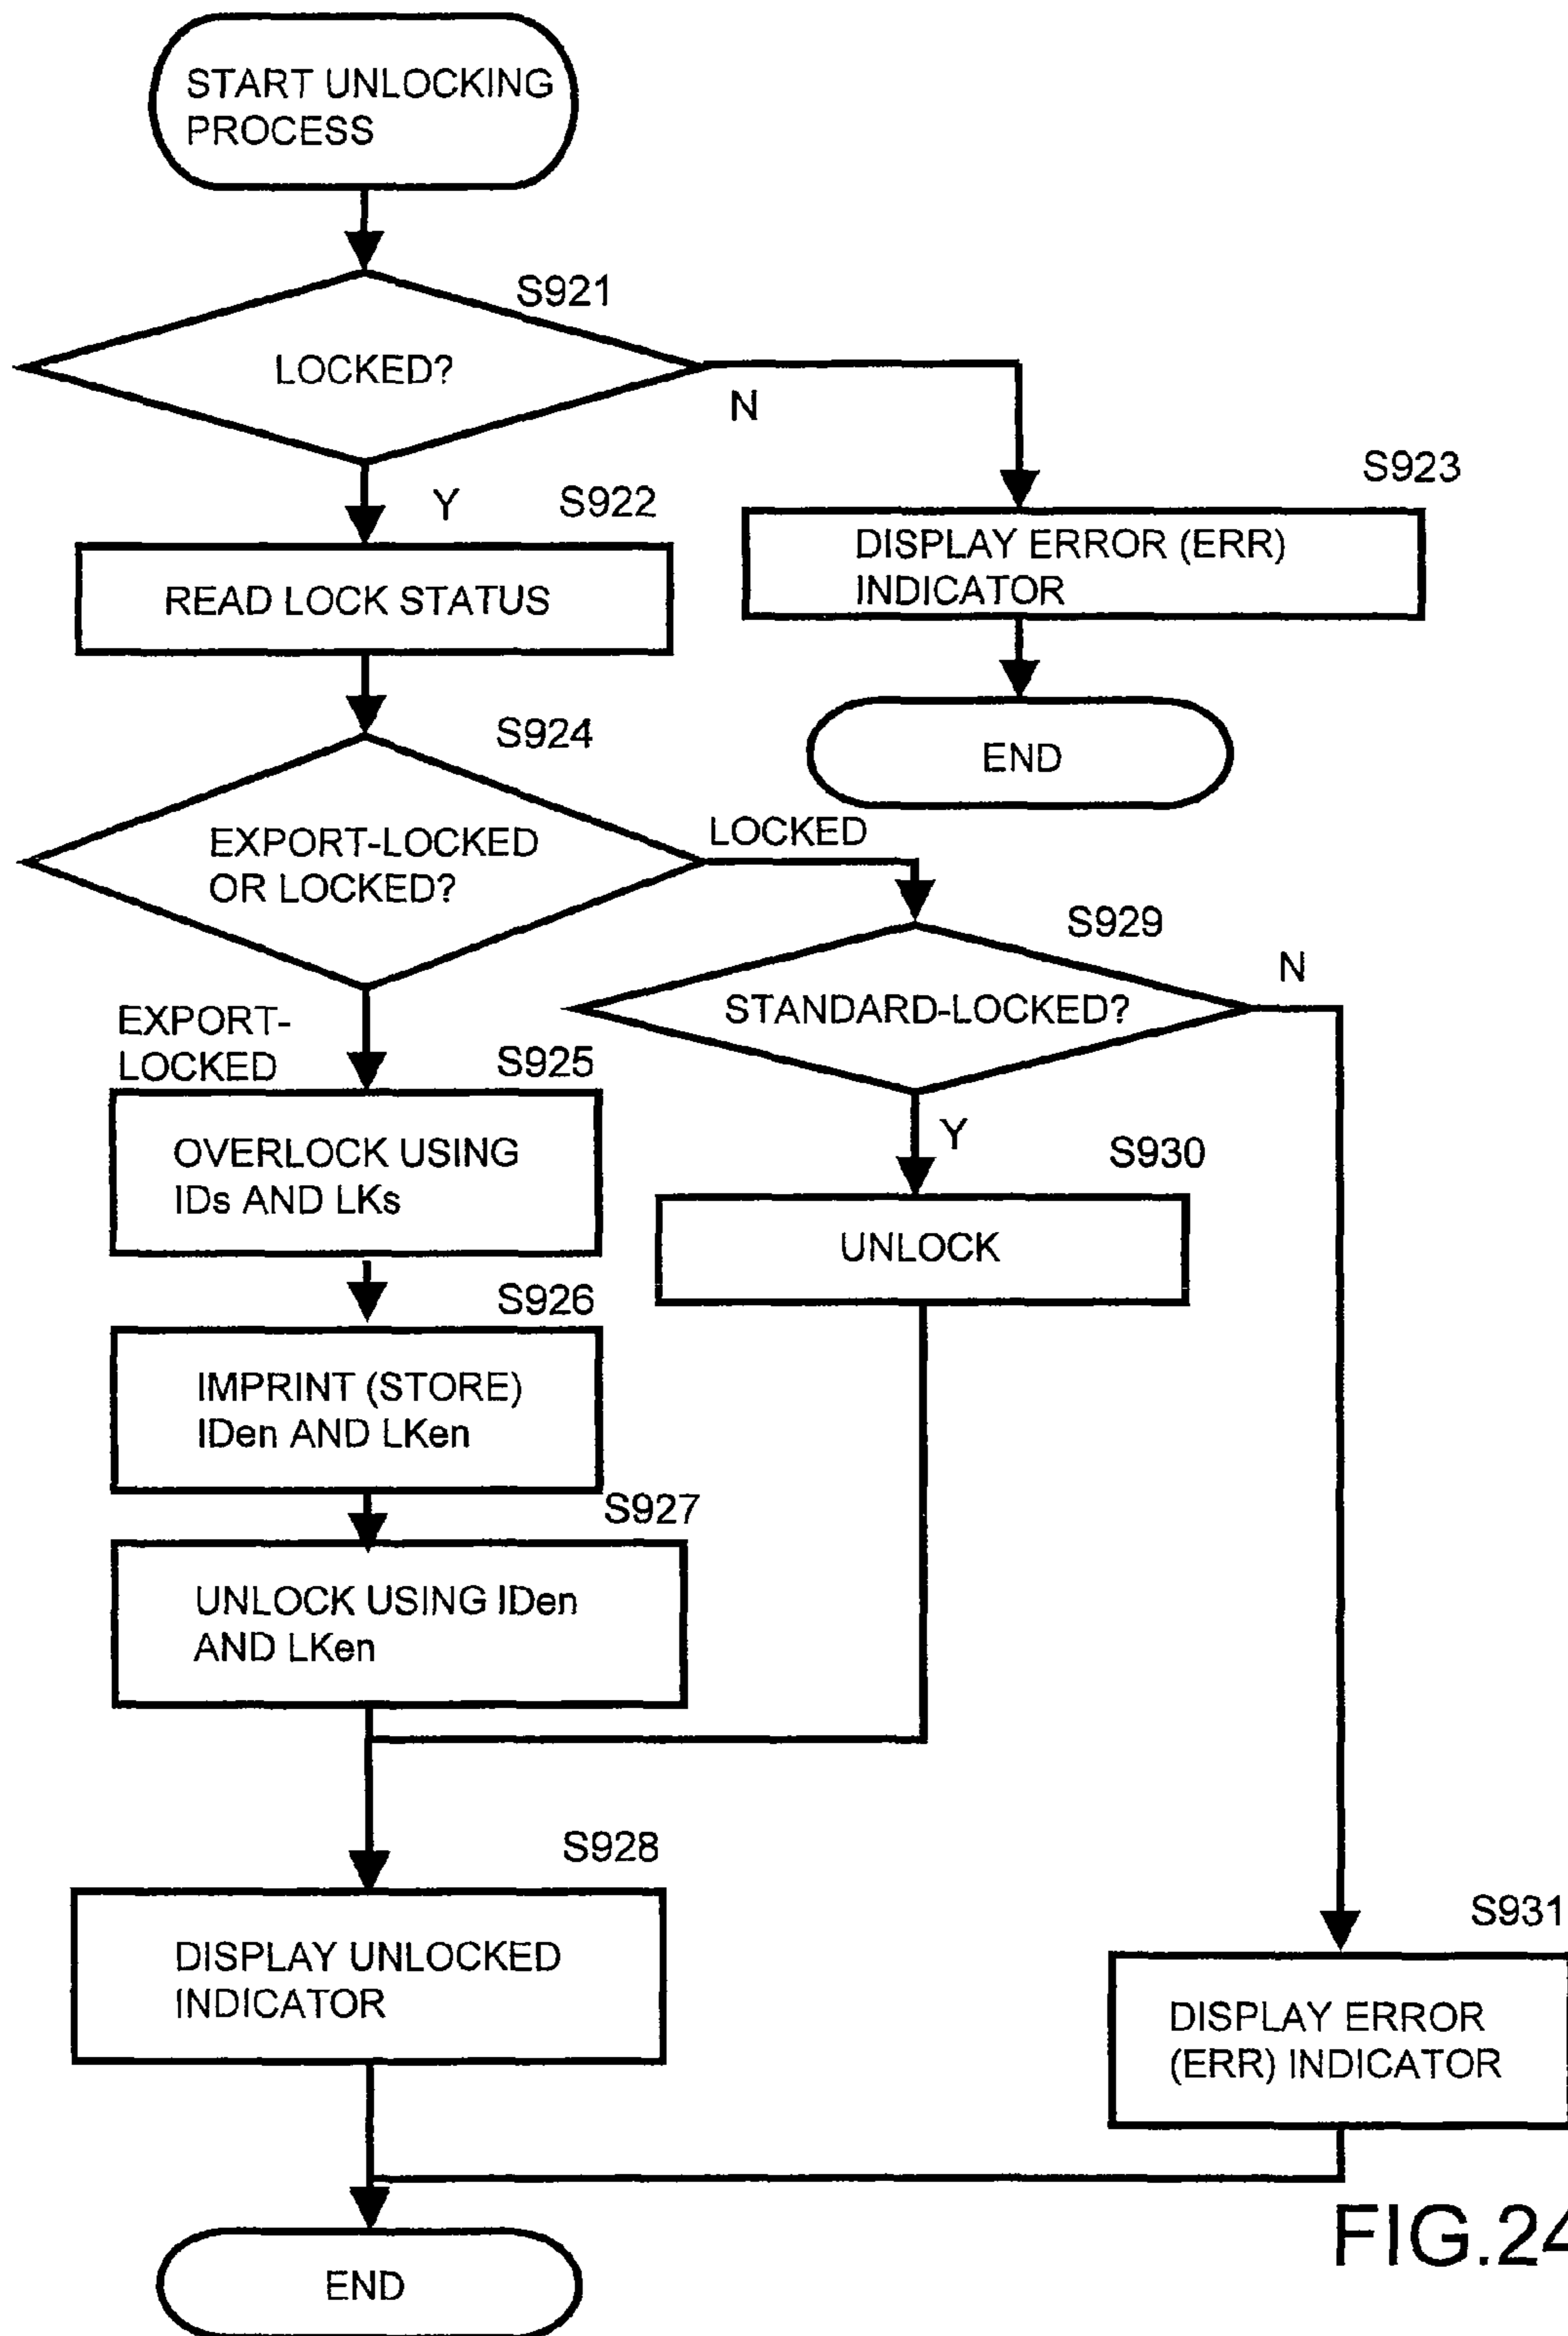 START UNLOCKING
PROCESS
S921
LOCKED?
N
Y
S922
S923
READ LOCK STATUS
DISPLAY ERROR (ERR)
INDICATOR
END
S924
EXPORT-LOCKED
OR LOCKED?
LOCKED
S929
STANDARD-LOCKED?
N
EXPORT-
LOCKED
S925
OVERLOCK USING
IDs AND LKs
Y
S930
UNLOCK
S926
IMPRINT (STORE)
IDen AND LKen
S927
UNLOCK USING IDen
AND LKen
S928
DISPLAY UNLOCKED
INDICATOR
S931
DISPLAY ERROR
(ERR) INDICATOR
END
FIG.24